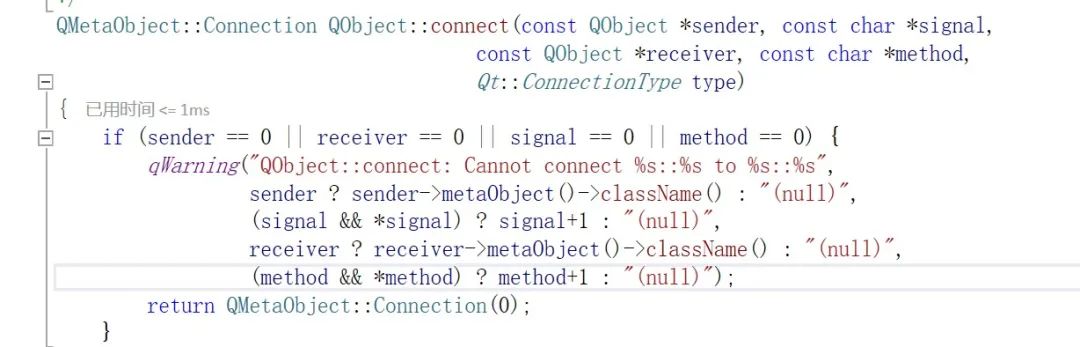 */
QMetaObject::Connection QObject::connect(const QObject *sender, const char *signal,
const QObject *receiver, const char *method,
Qt::ConnectionType type)
{ 已用时间 <= 1ms
if (sender == 0 || receiver == 0 || signal == 0 || method == 0) {
qWarning("QObject::connect: Cannot connect %s::%s to %s::%s",
sender ? sender->metaObject()->className() : "(null)",
(signal && *signal) ? signal+1 : "(null)",
receiver ? receiver->metaObject()->className() : "(null)",
(method && *method) ? method+1 : "(null)");
return QMetaObject::Connection(0);
}